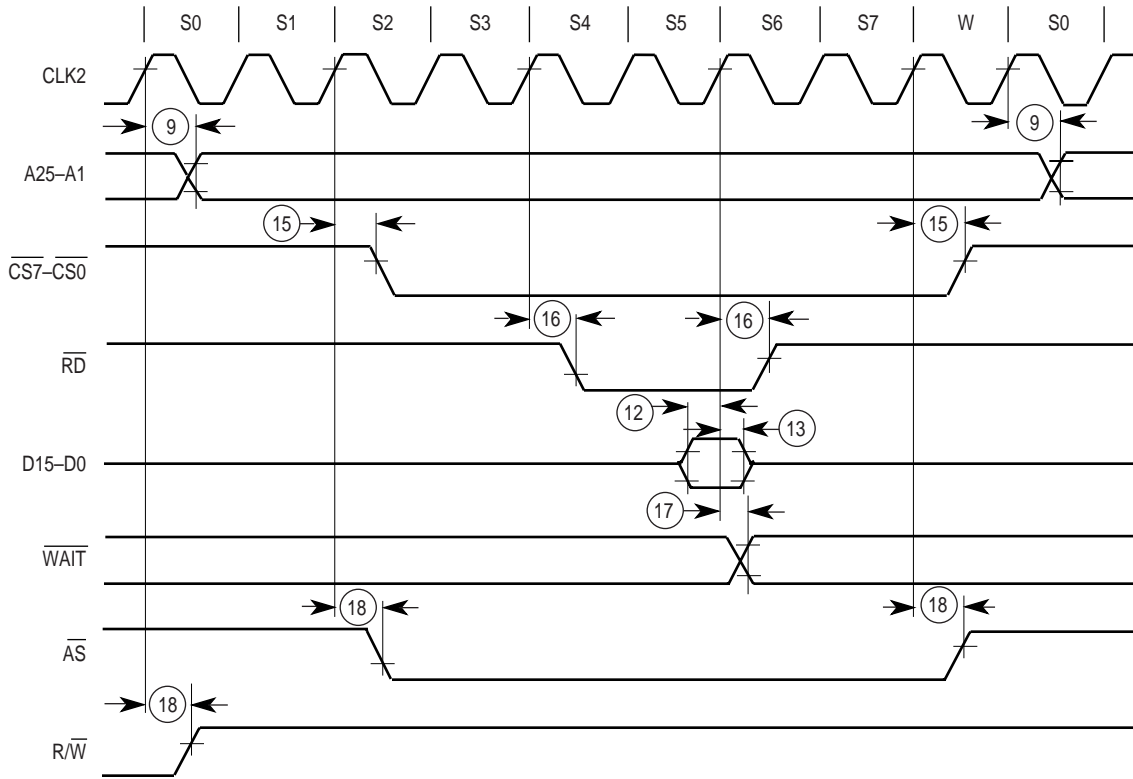 S0 S1 S2 S3 S4 S5 S6 S7 W S0
CLK2
9 9
A25–A1
15 15
CS7–CS0
16 16
RD
12
13
D15–D0
17
WAIT
18 18
AS
18
R/W